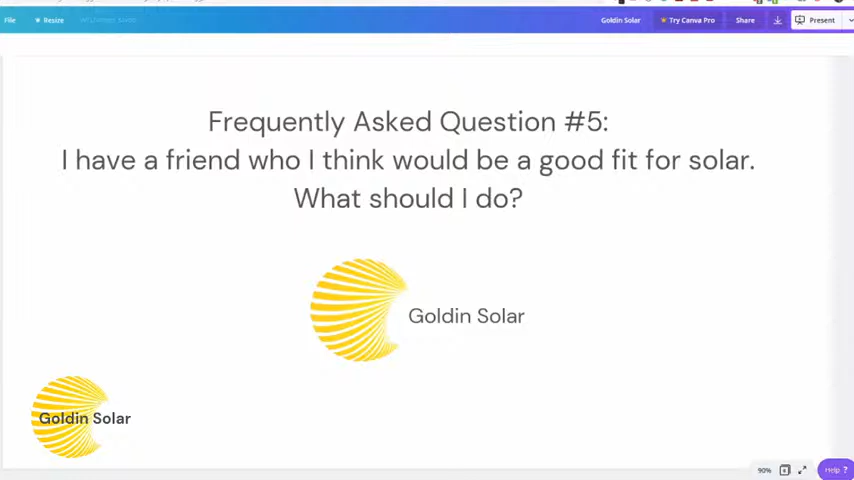 File
Resize
Goldin Solar
Try Canva Pro
Share
Present
Frequently Asked Question #5:
I have a friend who I think would be a good fit for solar.
What should I do?
Goldin Solar
Goldin Solar
90%
Help ?